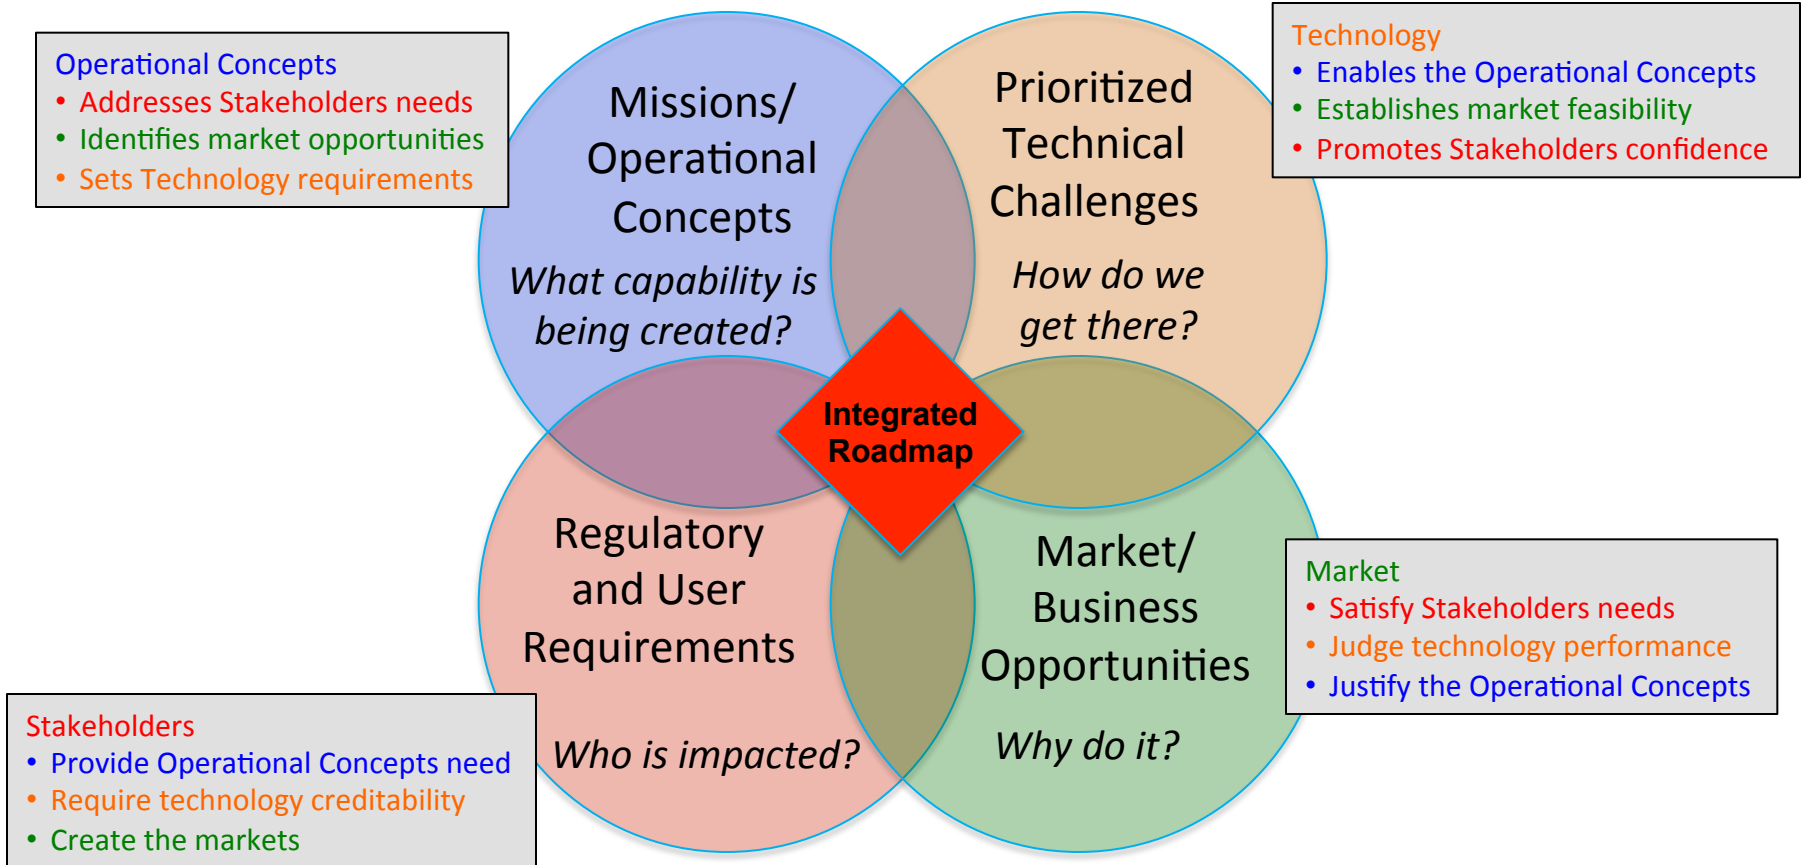 Operational Concepts
• Addresses Stakeholders needs
• Identifies market opportunities
• Sets Technology requirements
Missions/
Operational
Concepts
What capability is
being created?
Prioritized
Technical
Challenges
How do we
get there?
Technology
• Enables the Operational Concepts
• Establishes market feasibility
• Promotes Stakeholders confidence
Integrated
Roadmap
Regulatory
and User
Requirements
Who is impacted?
Market/
Business
Opportunities
Why do it?
Market
• Satisfy Stakeholders needs
• Judge technology performance
• Justify the Operational Concepts
Stakeholders
• Provide Operational Concepts need
• Require technology creditability
• Create the markets